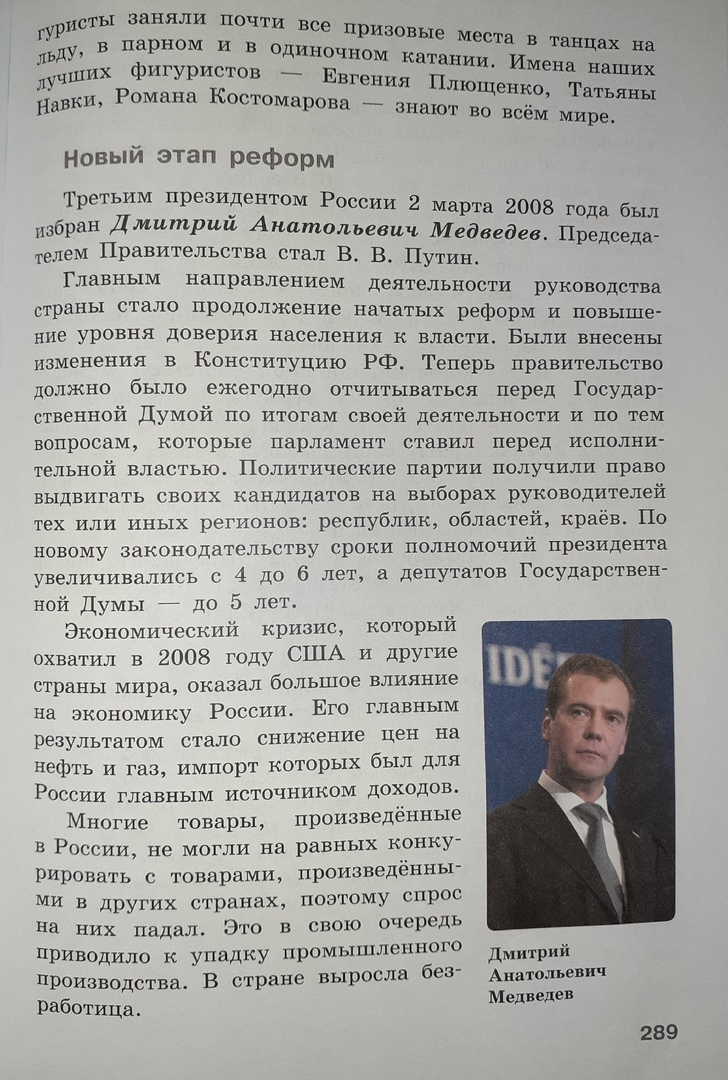 гуристы заняли почти все призовые места в танцах на
льду, в парном и в одиночном катании. Имена наших
лучших фигуристов — Евгения Плющенко, Татьяны
Навки, Романа Костомарова — знают во всём мире.
Новый этап реформ
Третьим президентом России 2 марта 2008 года был
избран Дмитрий Анатольевич Медведев. Председа-
телем Правительства стал В. В. Путин.
Главным направлением деятельности руководства
страны стало продолжение начатых реформ и повыше-
ние уровня доверия населения к власти. Были внесены
изменения в Конституцию РФ. Теперь правительство
должно было ежегодно отчитываться перед Государ-
ственной Думой по итогам своей деятельности и по тем
вопросам, которые парламент ставил перед исполни-
тельной властью. Политические партии получили право
выдвигать своих кандидатов на выборах руководителей
тех или иных регионов: республик, областей, краёв. По
новому законодательству сроки полномочий президента
увеличивались с 4 до 6 лет, а депутатов Государствен-
ной Думы — до 5 лет.
Экономический кризис, который
охватил в 2008 году США и другие
страны мира, оказал большое влияние
на экономику России. Его главным
результатом стало снижение цен на
нефть и газ, импорт которых был для
России главным источником доходов.
Многие товары, произведённые
в России, не могли на равных конку-
рировать с товарами, произведённы-
ми в других странах, поэтому спрос
на них падал. Это в свою очередь
приводило к упадку промышленного
производства. В стране выросла без-
работица.
IDÉ
Дмитрий
Анатольевич
Медведев
289